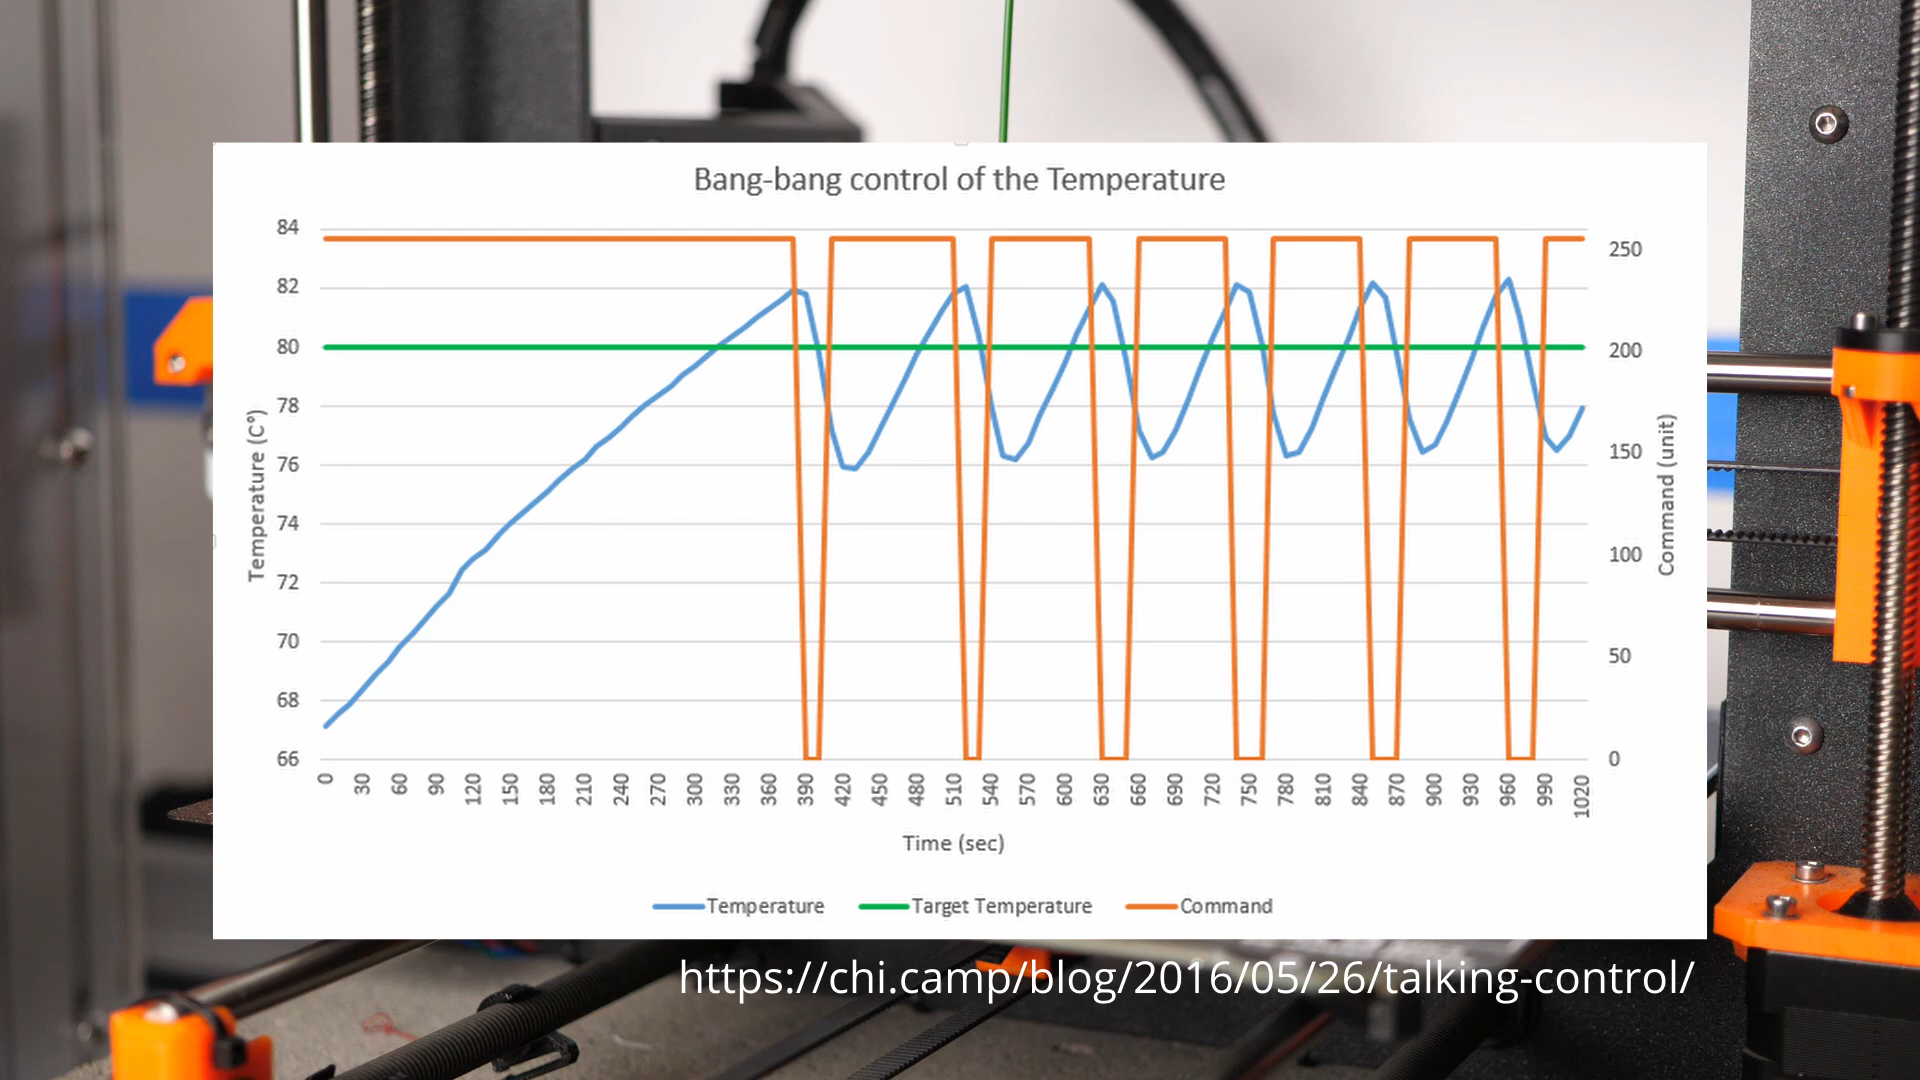 Bang-bang control of the Temperature
84
82
80
78
76
74
72
70
68
66
Temperature (C°)
250
200
150
100
50
0
Command (unit)
0 30 60 90 120 150 180 210 240 270 300 330 360 390 420 450 480 510 540 570 600 630 660 690 720 750 780 810 840 870 900 930 960 990 1020
Time (sec)
Temperature Target Temperature Command
https://chi.camp/blog/2016/05/26/talking-control/